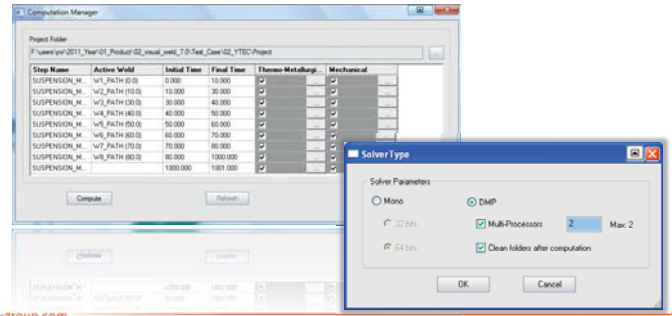 Computation Manager
Project Folder
F:\users\yvr\2011_Year\01_Product\02_visual_weld_7.0\Test_Case\02_YTEC\Project
Step Name Active Weld Initial Time Final Time Thermo-Metallurgi... Mechanical
SUSPENSION_M... W1_PATH (0.0) 0.000 10.000
SUSPENSION_M... W2_PATH (10.0) 10.000 30.000
SUSPENSION_M... W3_PATH (30.0) 30.000 40.000
SUSPENSION_M... W4_PATH (40.0) 40.000 50.000
SUSPENSION_M... W5_PATH (50.0) 50.000 60.000
SUSPENSION_M... W6_PATH (60.0) 60.000 70.000
SUSPENSION_M... W7_PATH (70.0) 70.000 80.000
SUSPENSION_M... W8_PATH (80.0) 80.000 1000.000
SUSPENSION_M... 1000.000 1001.000
Compute Refresh
Solver Type
Solver Parameters
Mono DMP
32 bits Multi-Processors 2 Max: 2
64 bits Clean folders after computation
OK Cancel